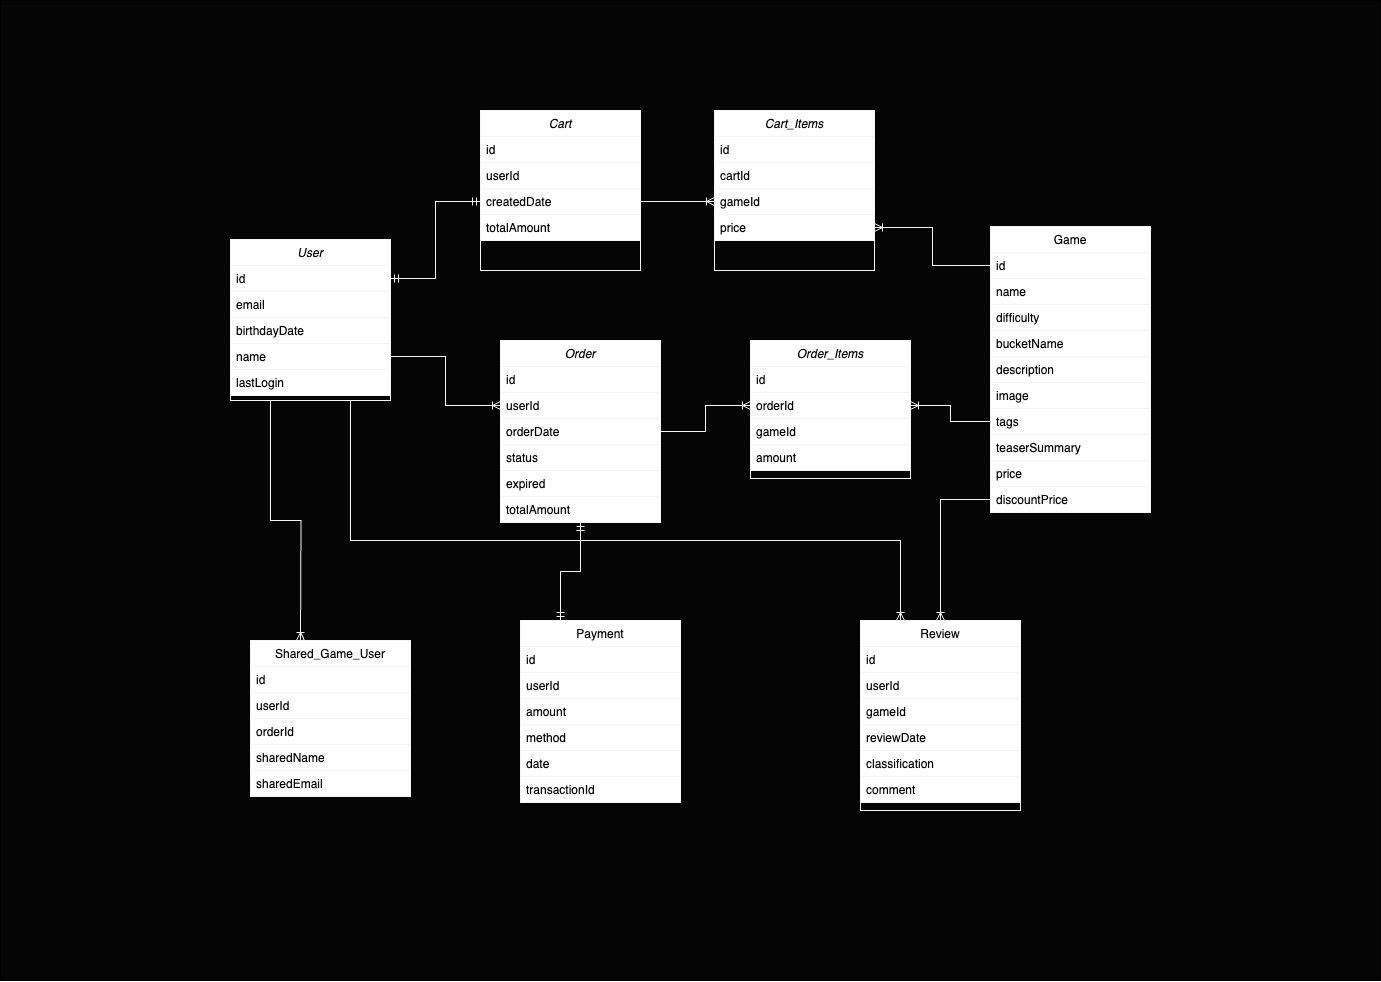 Cart
id
userId
createdDate
totalAmount
Cart_Items
id
cartId
gameId
price
User
id
email
birthdayDate
name
lastLogin
Game
id
name
difficulty
bucketName
description
image
tags
teaserSummary
price
discountPrice
Order
id
userId
orderDate
status
expired
totalAmount
Order_Items
id
orderId
gameId
amount
Shared_Game_User
id
userId
orderId
sharedName
sharedEmail
Payment
id
userId
amount
method
date
transactionId
Review
id
userId
gameId
reviewDate
classification
comment